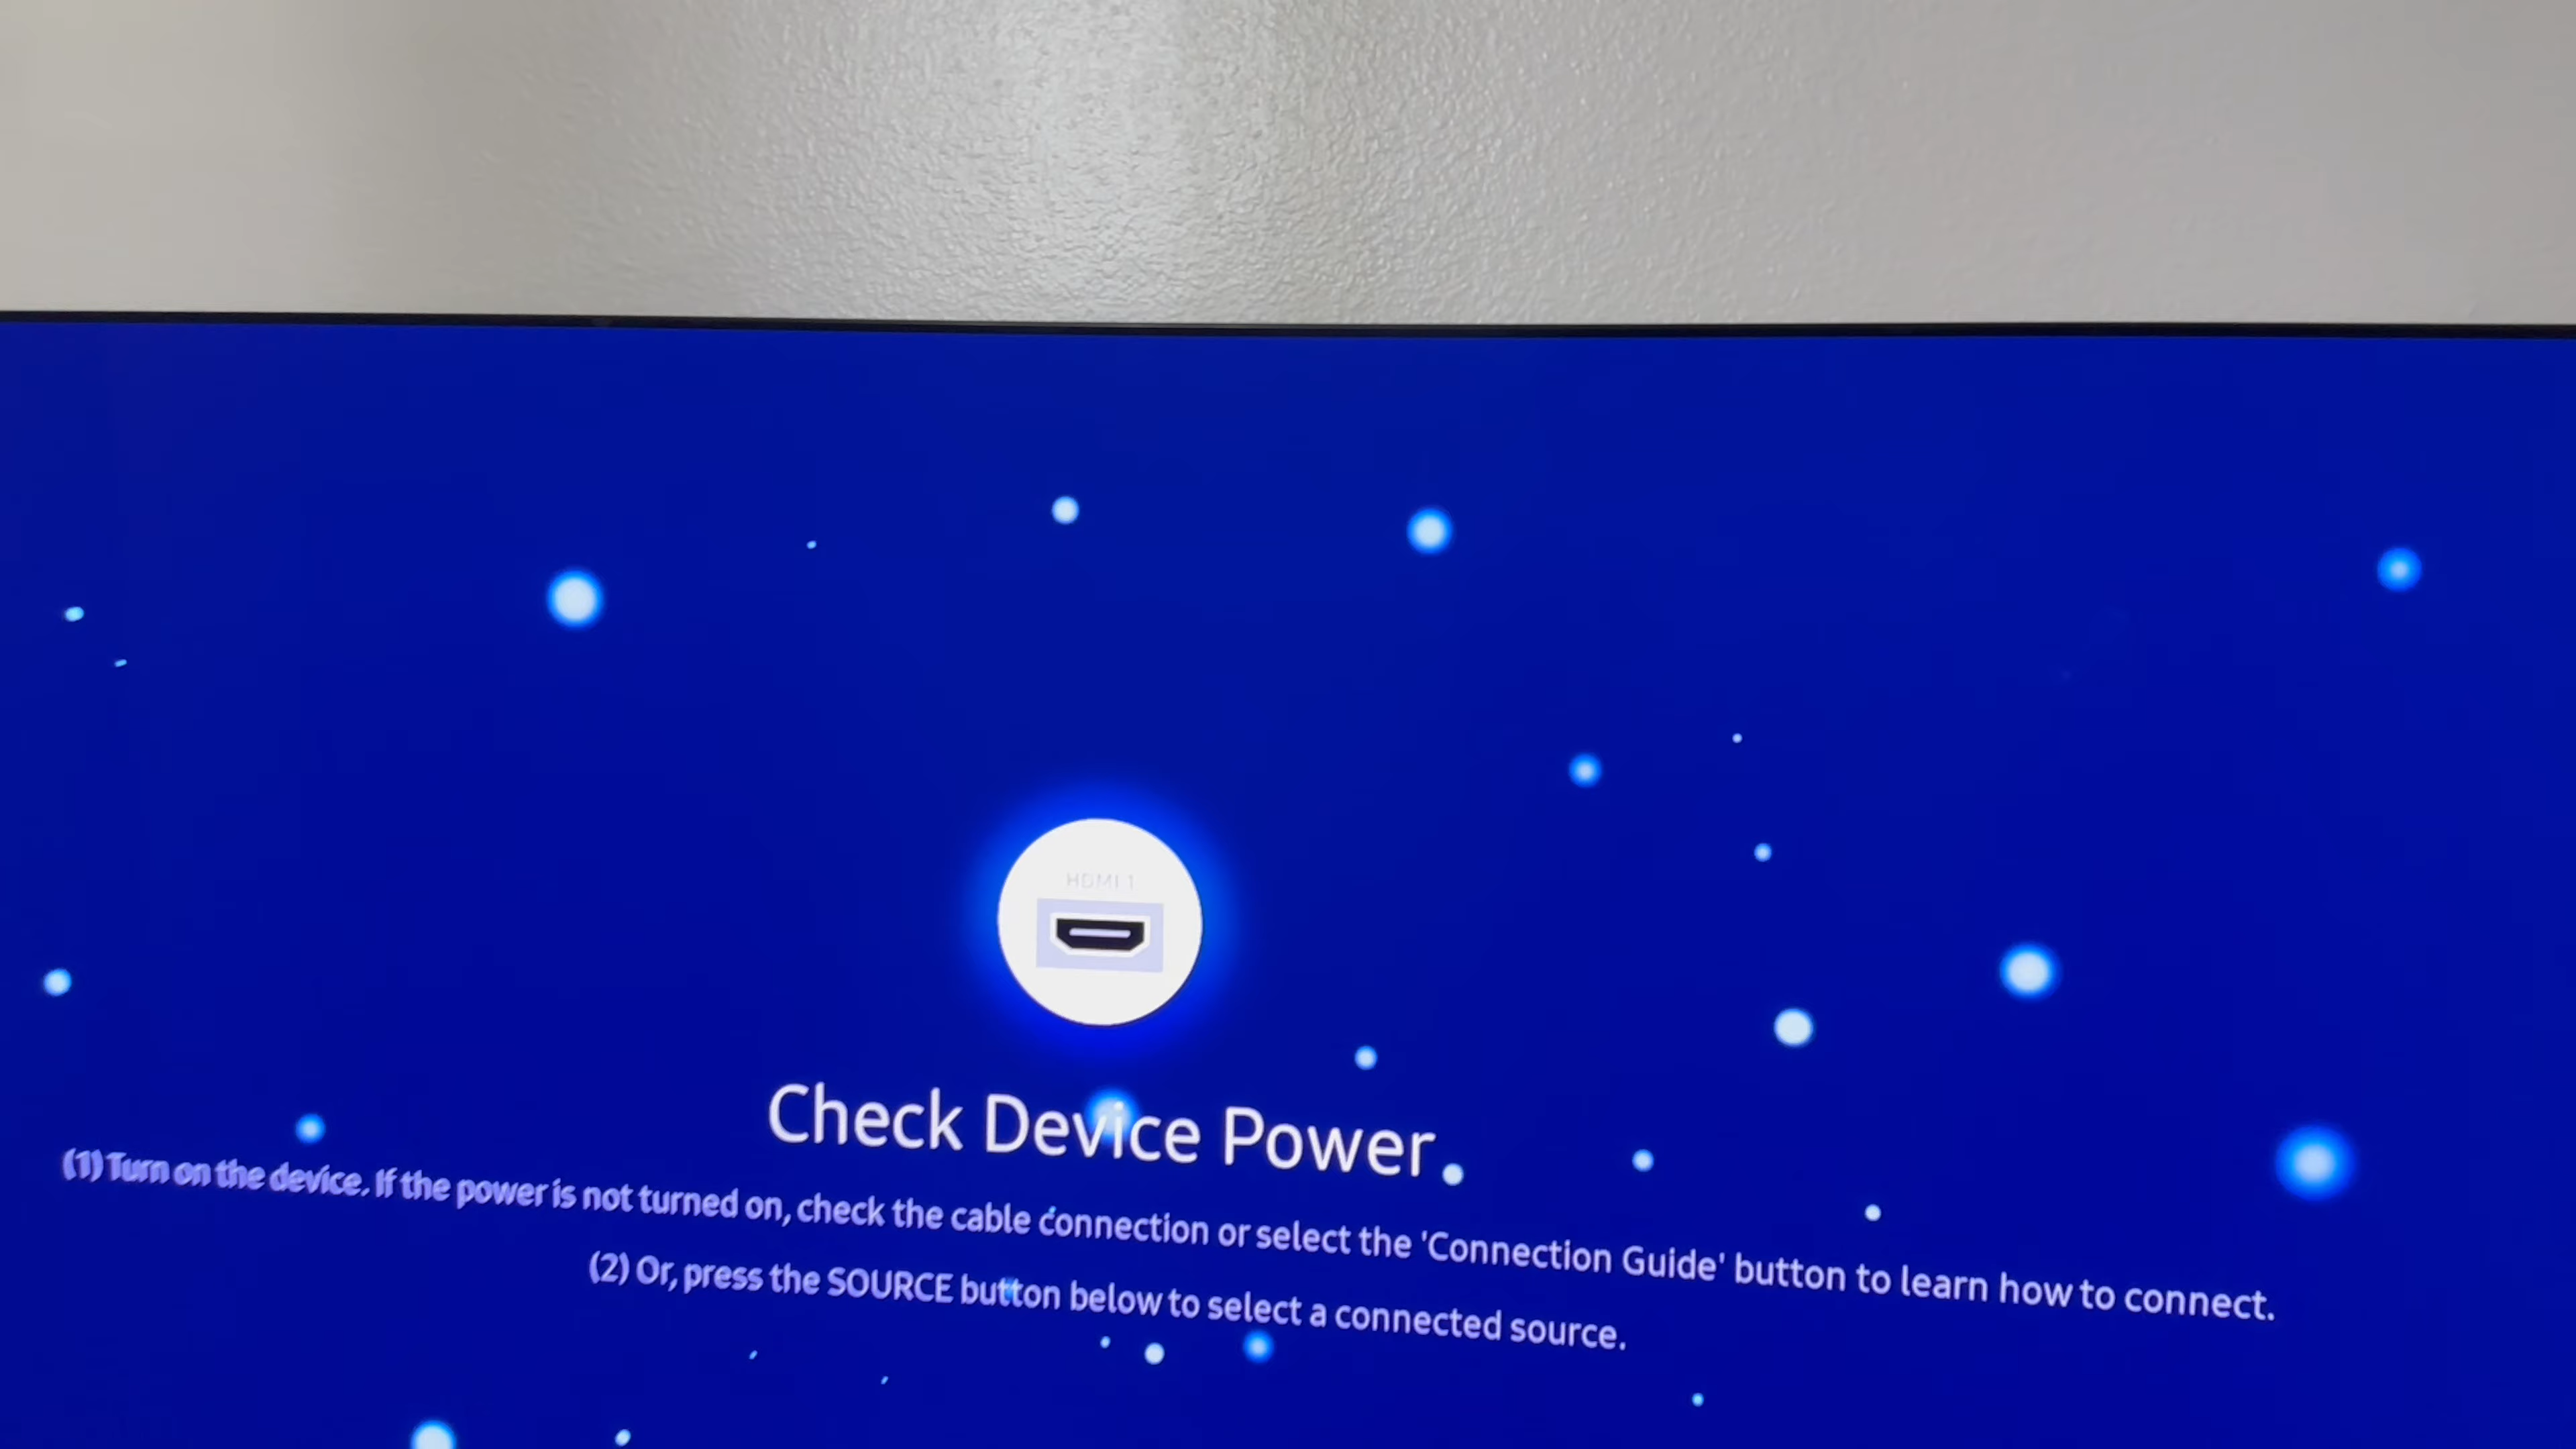 HDMI 1
Check Device Power
(1) Turn on the device. If the power is not turned on, check the cable connection or select the 'Connection Guide' button to learn how to connect.
(2) Or, press the SOURCE button below to select a connected source.